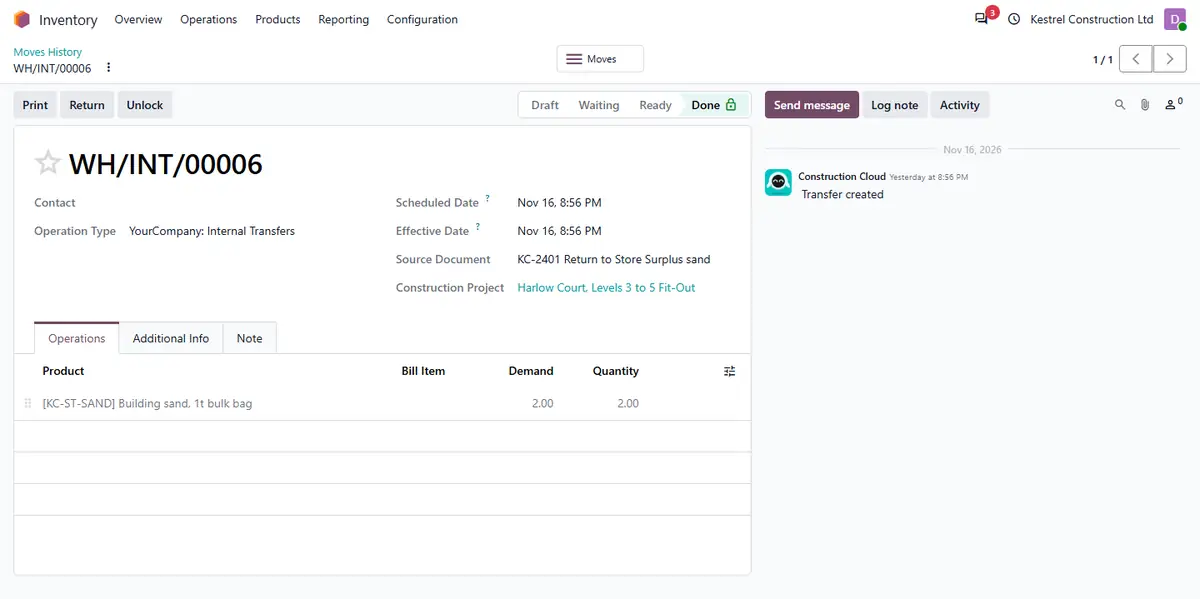 Inventory Overview Operations Products Reporting Configuration 3 Kestrel Construction Ltd D
Moves History
WH/INT/00006
Moves
1 / 1
Print Return Unlock Draft Waiting Ready Done Send message Log note Activity 0
WH/INT/00006
Contact
Operation Type YourCompany: Internal Transfers
Scheduled Date ? Nov 16, 8:56 PM
Effective Date ? Nov 16, 8:56 PM
Source Document KC-2401 Return to Store Surplus sand
Construction Project Harlow Court, Levels 3 to 5 Fit-Out
Operations Additional Info Note
Product Bill Item Demand Quantity
[KC-ST-SAND] Building sand, 1t bulk bag 2.00 2.00
Nov 16, 2026
Construction Cloud Yesterday at 8:56 PM
Transfer created